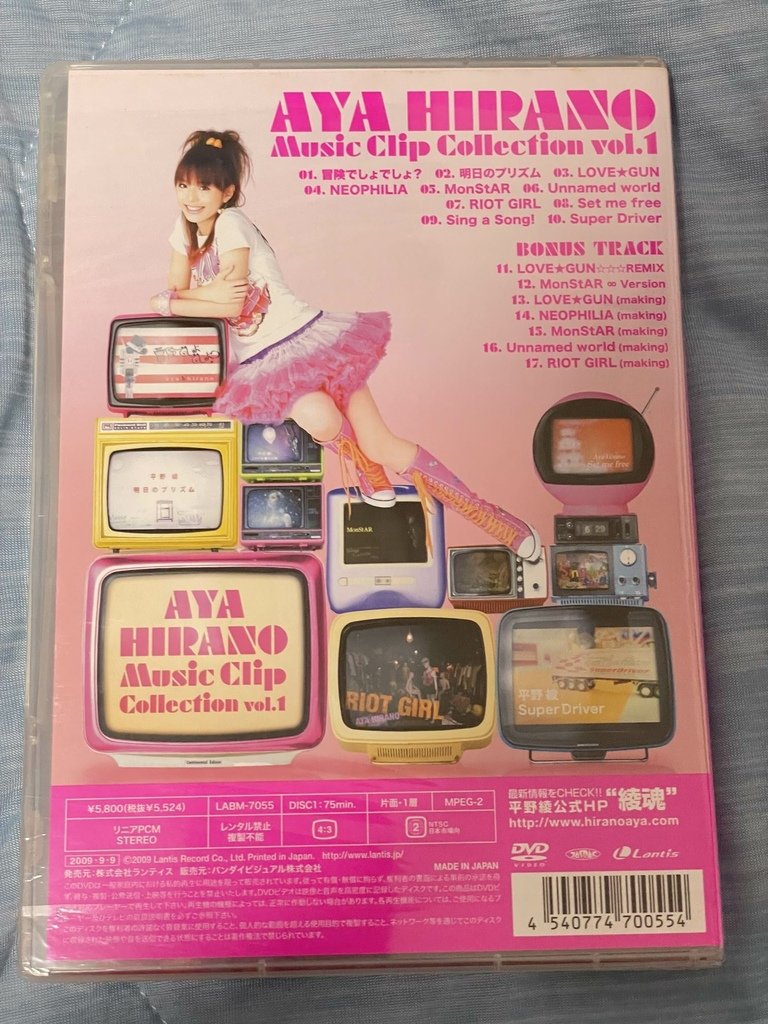 AYA HIRANO
Music Clip Collection vol.1
01. 冒険でしょでしょ? 02. 明日のプリズム 03. LOVE★GUN
04. NEOPHILIA 05. MonStAR 06. Unnamed world
07. RIOT GIRL 08. Set me free
09. Sing a Song! 10. Super Driver
BONUS TRACK
11. LOVE★GUN☆☆☆REMIX
12. MonStAR ∞ Version
13. LOVE★GUN (making)
14. NEOPHILIA (making)
15. MonStAR (making)
16. Unnamed world (making)
17. RIOT GIRL (making)
aya hirano
平野 綾
明日のプリズム
Aya Hirano
Set me free
MonStAR
6 29
AYA
HIRANO
Music Clip
Collection vol.1
RIOT GIRL
AYA HIRANO
SuperDriver
平野 綾
Super Driver
¥5,800(税抜¥5,524)
LABM-7055
DISC1:75min.
片面・1層
MPEG-2
リニアPCM
STEREO
レンタル禁止
複製不能
4:3
2 NTSC
日本市場向
最新情報をCHECK!!
平野綾公式HP "綾魂"
http://www.hiranoaya.com
2009・9・9 ©2009 Lantis Record Co., Ltd. Printed in Japan. http://www.lantis.jp/
発売元:株式会社ランティス 販売元:バンダイビジュアル株式会社
MADE IN JAPAN
DVD
VIDEO
Lantis
4 540774 700554